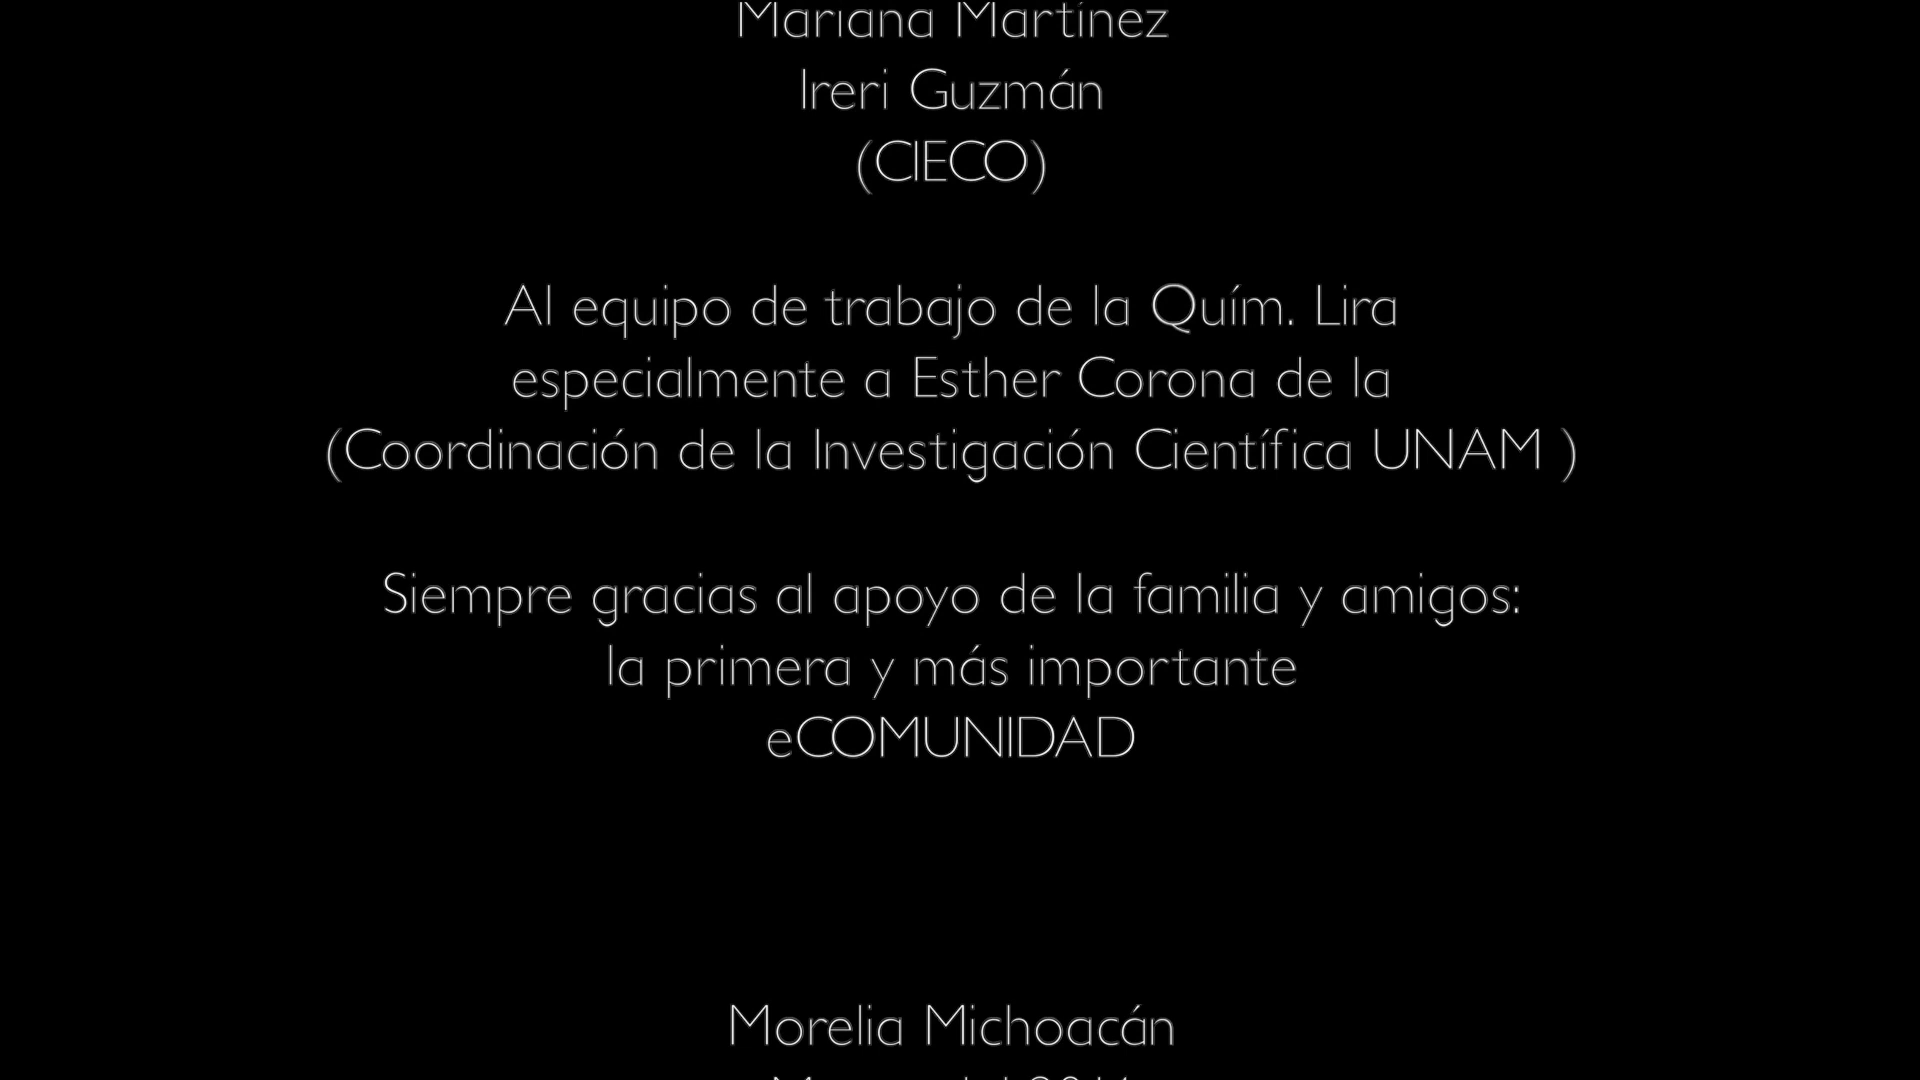 Mariana Martínez
Ireri Guzmán
(CIECO)
Al equipo de trabajo de la Quím. Lira
especialmente a Esther Corona de la
(Coordinación de la Investigación Científica UNAM )
Siempre gracias al apoyo de la familia y amigos:
la primera y más importante
eCOMUNIDAD
Morelia Michoacán